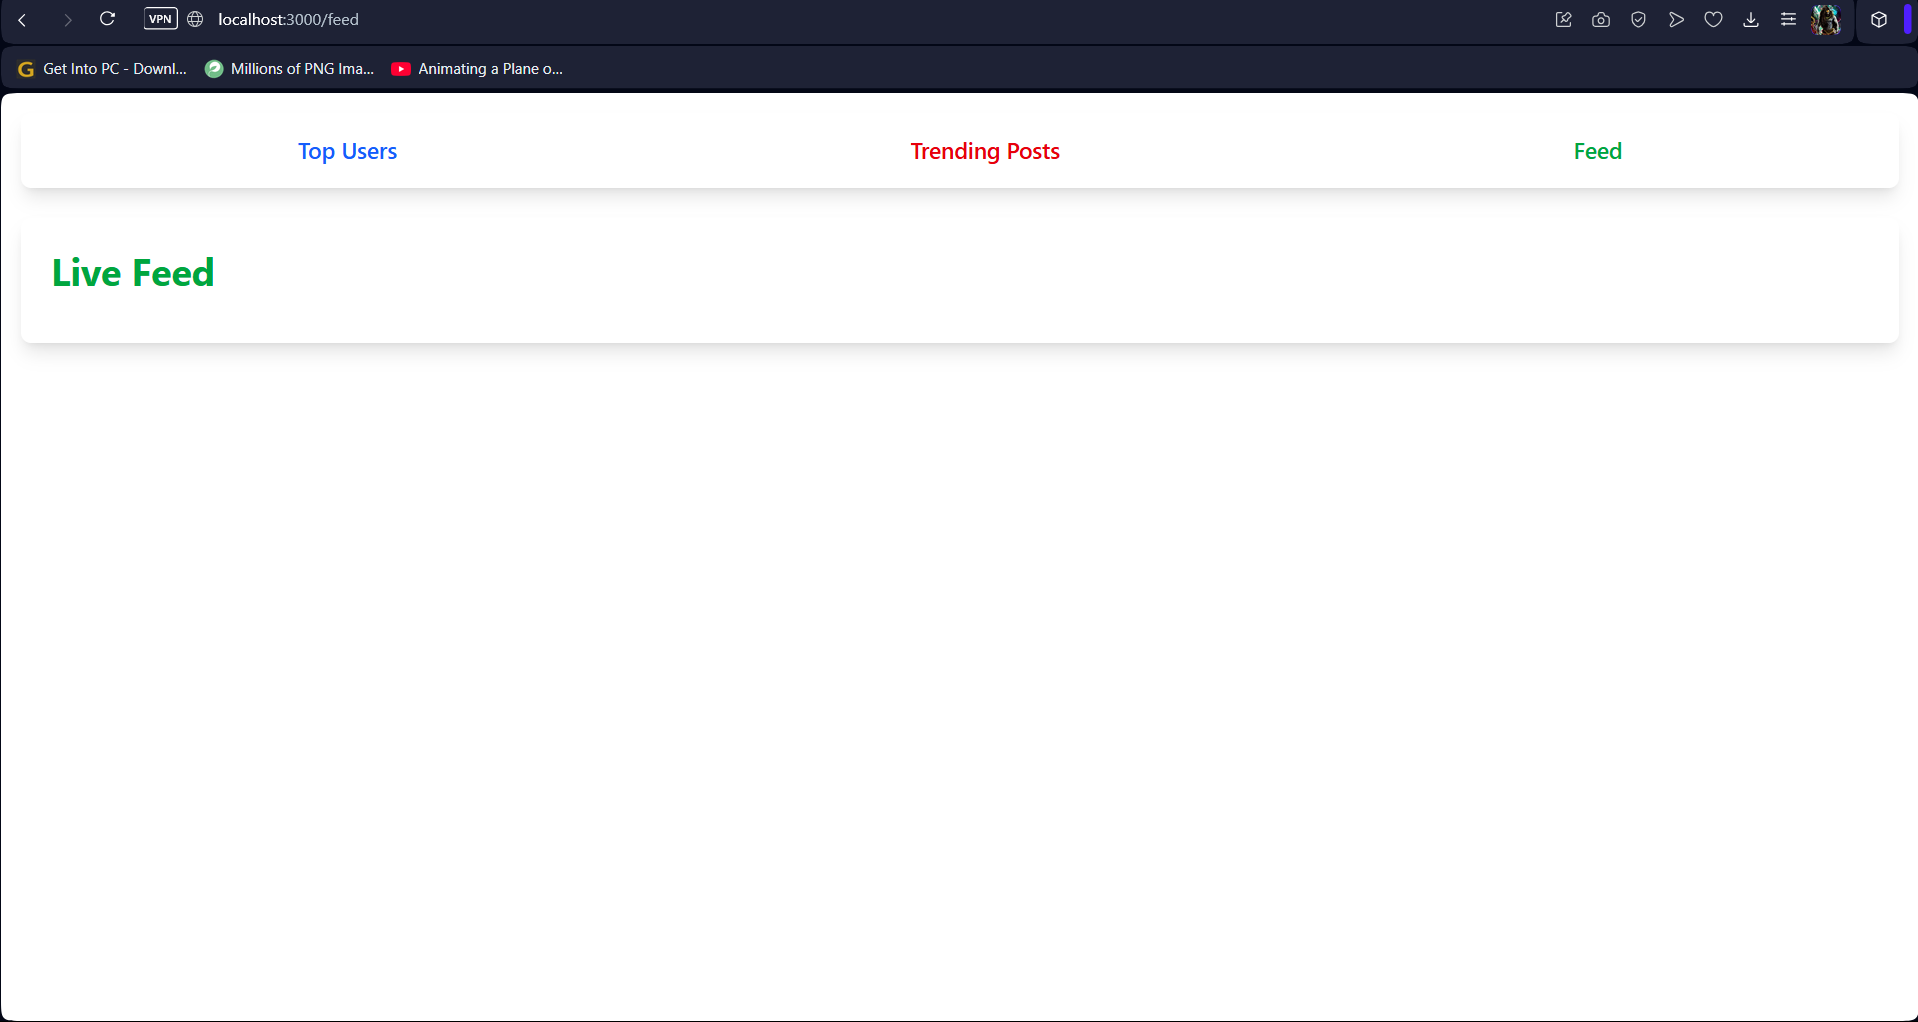 VPN localhost:3000/feed
Get Into PC - Downl... Millions of PNG Ima... Animating a Plane o...
Top Users Trending Posts Feed
Live Feed